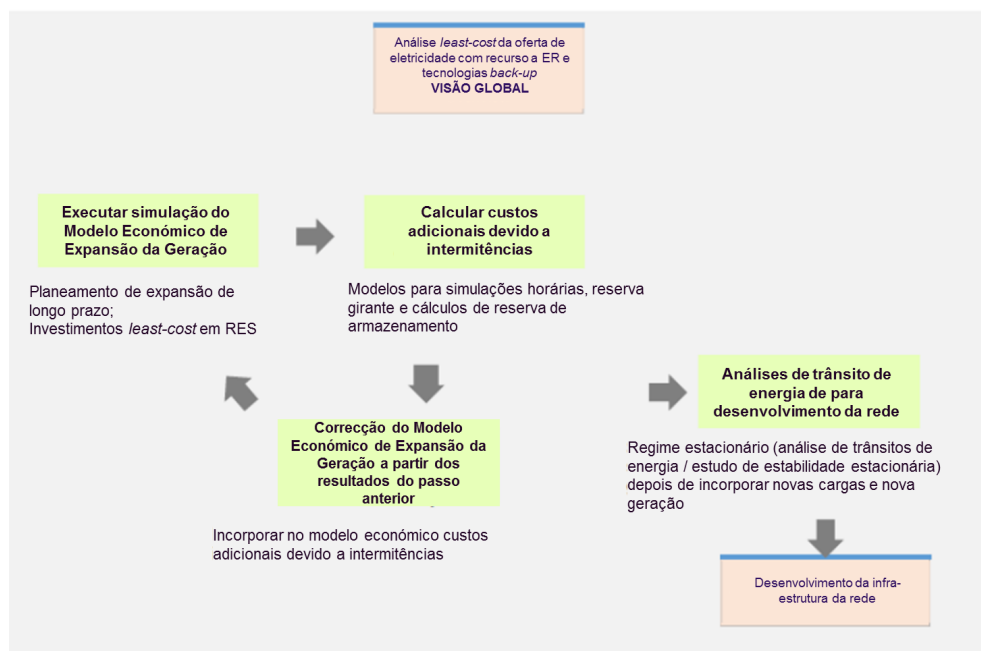 Análise least-cost da oferta de
eletricidade com recurso a ER e
tecnologias back-up
VISÃO GLOBAL
Executar simulação do
Modelo Económico de
Expansão da Geração
Calcular custos
adicionais devido a
intermitências
Planeamento de expansão de
longo prazo;
Investimentos least-cost em RES
Modelos para simulações horárias, reserva
girante e cálculos de reserva de
armazenamento
Correcção do Modelo
Económico de Expansão da
Geração a partir dos
resultados do passo
anterior
Incorporar no modelo económico custos
adicionais devido a intermitências
Análises de trânsito de
energia de para
desenvolvimento da rede
Regime estacionário (análise de trânsitos de
energia / estudo de estabilidade estacionária)
depois de incorporar novas cargas e nova
geração
Desenvolvimento da infra-
estrutura da rede